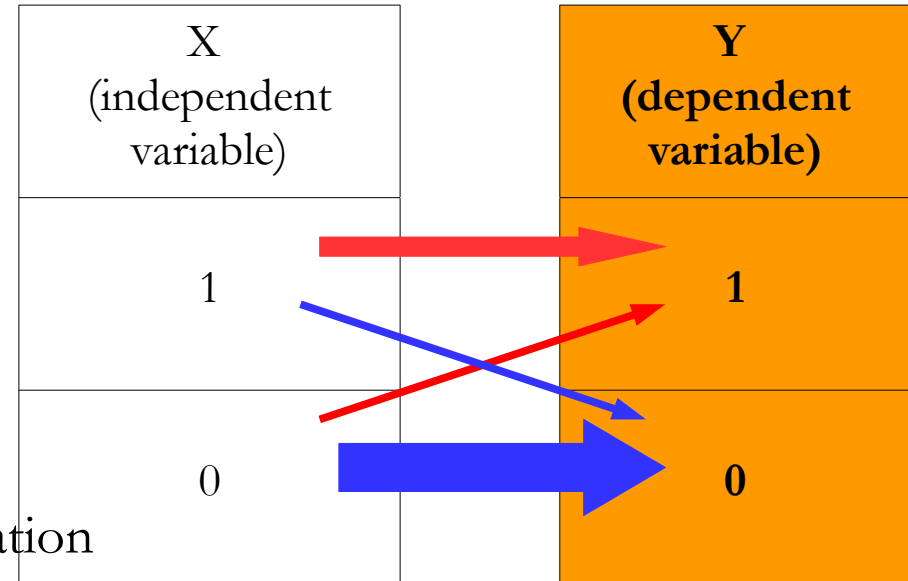 X
(independent
variable)
Y
(dependent
variable)
1
1
0
0
ation